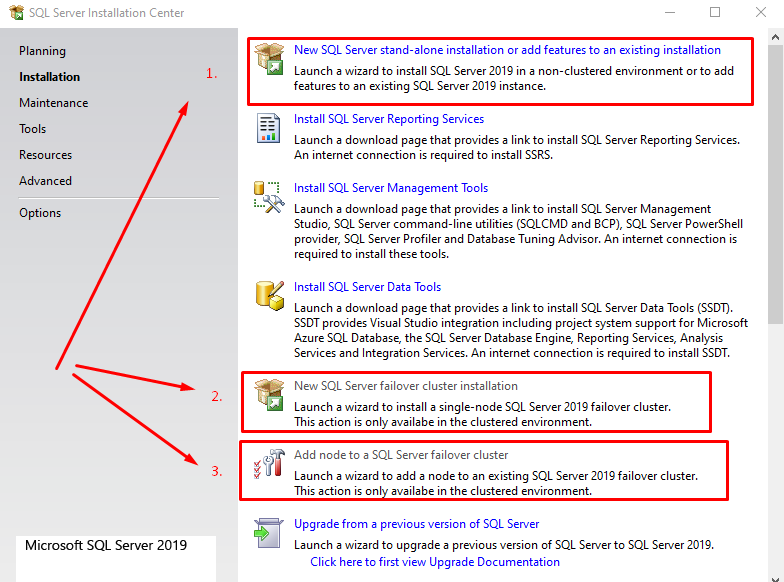 SQL Server Installation Center
Planning
Installation
Maintenance
Tools
Resources
Advanced
Options
Microsoft SQL Server 2019
1.
New SQL Server stand-alone installation or add features to an existing installation
Launch a wizard to install SQL Server 2019 in a non-clustered environment or to add
features to an existing SQL Server 2019 instance.
Install SQL Server Reporting Services
Launch a download page that provides a link to install SQL Server Reporting Services.
An internet connection is required to install SSRS.
Install SQL Server Management Tools
Launch a download page that provides a link to install SQL Server Management
Studio, SQL Server command-line utilities (SQLCMD and BCP), SQL Server PowerShell
provider, SQL Server Profiler and Database Tuning Advisor. An internet connection is
required to install these tools.
Install SQL Server Data Tools
Launch a download page that provides a link to install SQL Server Data Tools (SSDT).
SSDT provides Visual Studio integration including project system support for Microsoft
Azure SQL Database, the SQL Server Database Engine, Reporting Services, Analysis
Services and Integration Services. An internet connection is required to install SSDT.
2.
New SQL Server failover cluster installation
Launch a wizard to install a single-node SQL Server 2019 failover cluster.
This action is only availabe in the clustered environment.
3.
Add node to a SQL Server failover cluster
Launch a wizard to add a node to an existing SQL Server 2019 failover cluster.
This action is only availabe in the clustered environment.
Upgrade from a previous version of SQL Server
Launch a wizard to upgrade a previous version of SQL Server to SQL Server 2019.
Click here to first view Upgrade Documentation